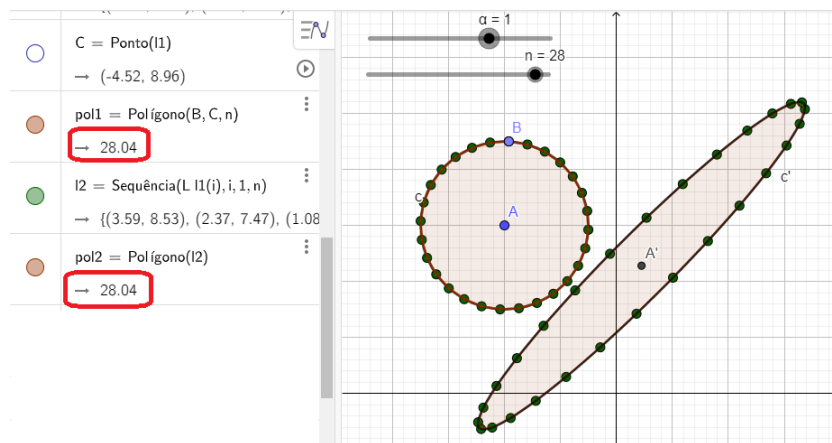 C = Ponto(l1)
→ (-4.52, 8.96)
pol1 = Polígono(B, C, n)
→ 28.04
l2 = Sequência(L l1(i), i, 1, n)
→ {(3.59, 8.53), (2.37, 7.47), (1.08
pol2 = Polígono(l2)
→ 28.04
α = 1
n = 28
B
c
A
c'
A'